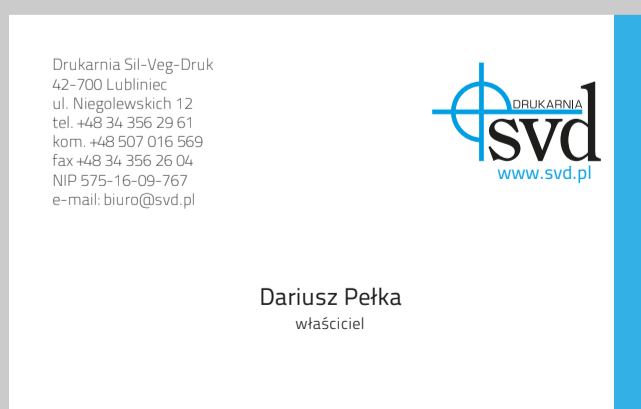 Drukarnia Sil-Veg-Druk
42-700 Lubliniec
ul. Niegolewskich 12
tel. +48 34 356 29 61
kom. +48 507 016 569
fax +48 34 356 26 04
NIP 575-16-09-767
e-mail: biuro@svd.pl
DRUKARNIA
svd
www.svd.pl
Dariusz Pełka
właściciel